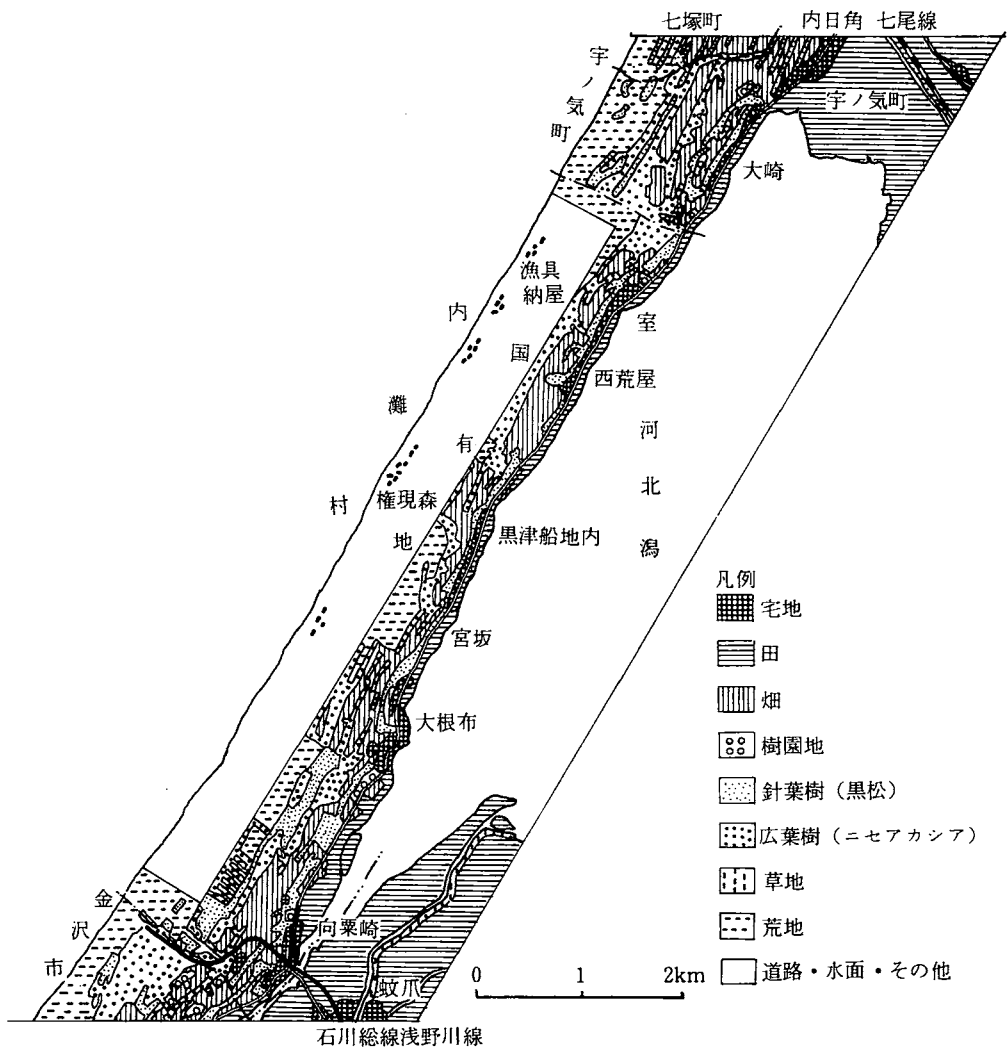 七塚町 内日角 七尾線
宇ノ気町
宇ノ気町
大崎
漁具
納屋
内灘村
国有地
室
西荒屋
河北潟
権現森
黒津船地内
宮坂
大根布
金沢市
向粟崎
蚊爪
石川総線浅野川線
0 1 2km
凡例
宅地
田
畑
樹園地
針葉樹（黒松）
広葉樹（ニセアカシア）
草地
荒地
道路・水面・その他